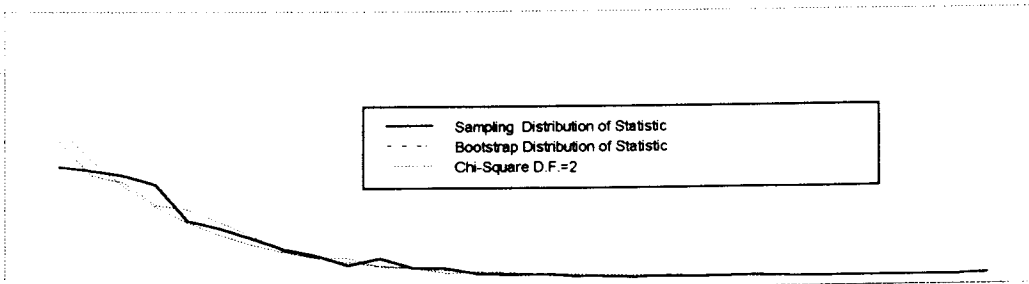 Sampling Distribution of Statistic
Bootstrap Distribution of Statistic
Chi-Square D.F.=2